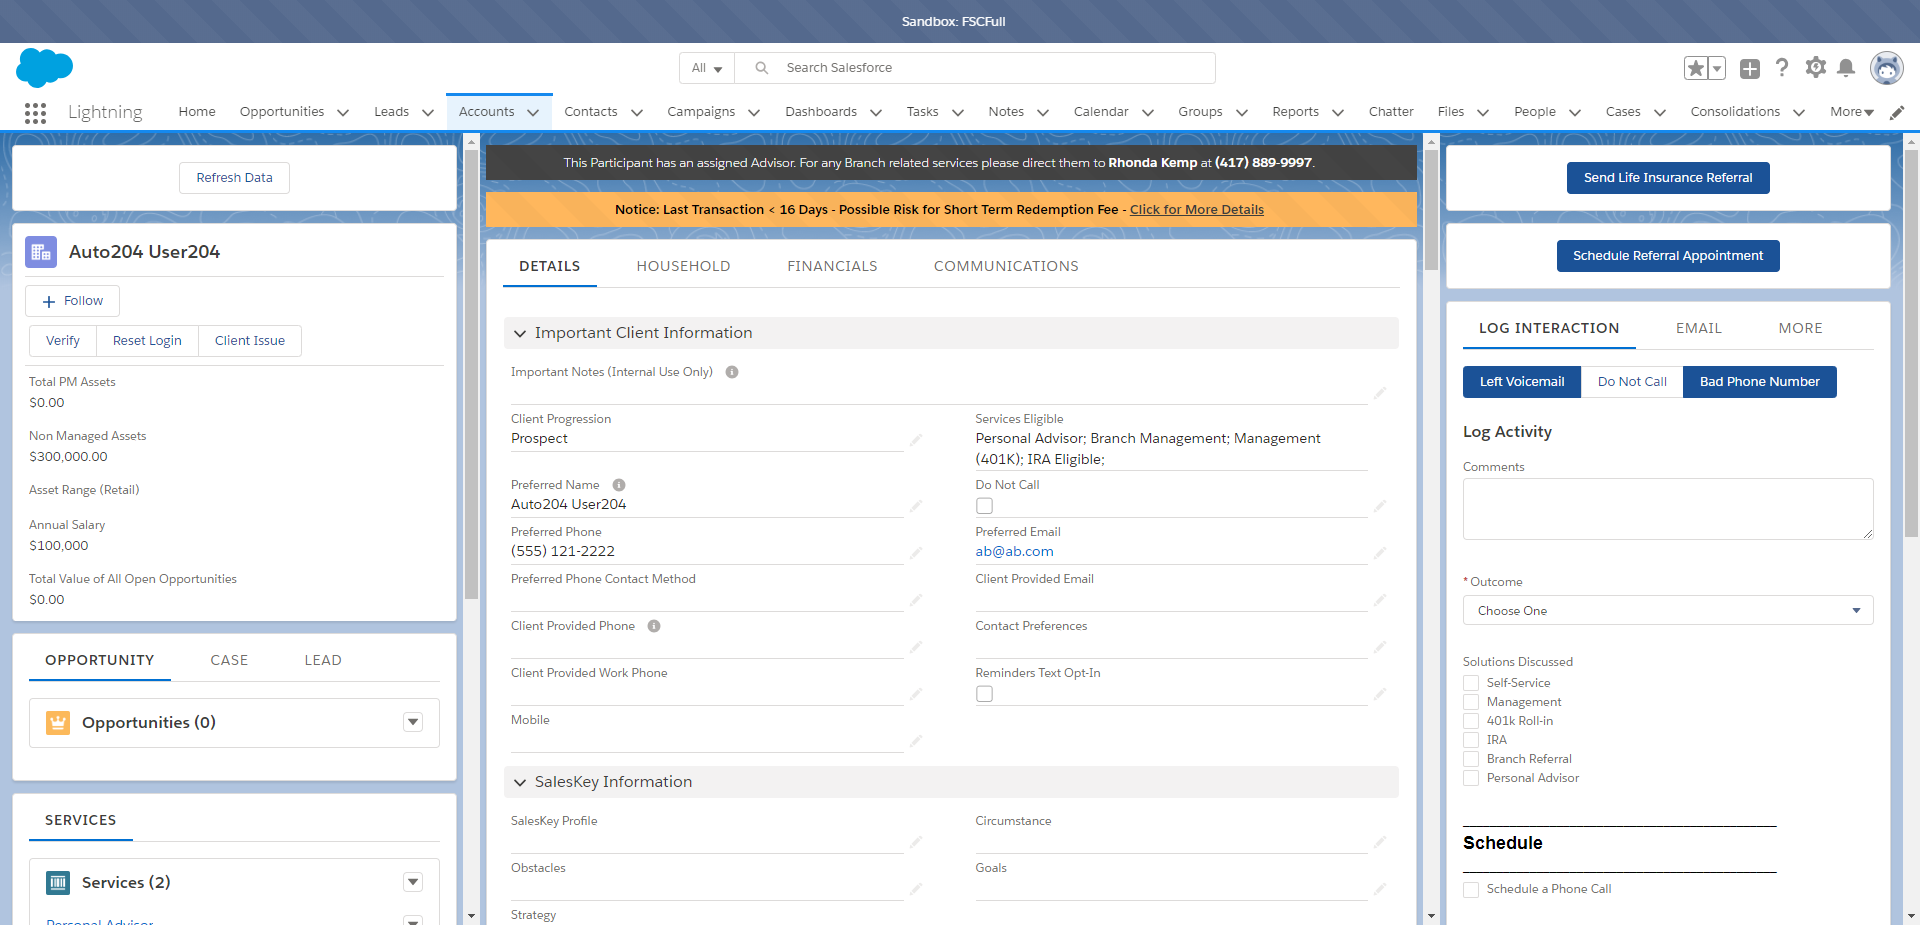 Sandbox: FSCFull
All
Search Salesforce
Lightning
Home
Opportunities
Leads
Accounts
Contacts
Campaigns
Dashboards
Tasks
Notes
Calendar
Groups
Reports
Chatter
Files
People
Cases
Consolidations
More
Refresh Data
Auto204 User204
Follow
Verify
Reset Login
Client Issue
Total PM Assets
$0.00
Non Managed Assets
$300,000.00
Asset Range (Retail)
Annual Salary
$100,000
Total Value of All Open Opportunities
$0.00
OPPORTUNITY
CASE
LEAD
Opportunities (0)
SERVICES
Services (2)
Personal Advisor
This Participant has an assigned Advisor. For any Branch related services please direct them to Rhonda Kemp at (417) 889-9997.
Notice: Last Transaction < 16 Days - Possible Risk for Short Term Redemption Fee - Click for More Details
DETAILS
HOUSEHOLD
FINANCIALS
COMMUNICATIONS
Important Client Information
Important Notes (Internal Use Only)
Client Progression
Prospect
Services Eligible
Personal Advisor; Branch Management; Management
(401K); IRA Eligible;
Preferred Name
Auto204 User204
Do Not Call
Preferred Phone
(555) 121-2222
Preferred Email
ab@ab.com
Preferred Phone Contact Method
Client Provided Email
Client Provided Phone
Contact Preferences
Client Provided Work Phone
Reminders Text Opt-In
Mobile
SalesKey Information
SalesKey Profile
Circumstance
Obstacles
Goals
Strategy
Send Life Insurance Referral
Schedule Referral Appointment
LOG INTERACTION
EMAIL
MORE
Left Voicemail
Do Not Call
Bad Phone Number
Log Activity
Comments
*Outcome
Choose One
Solutions Discussed
Self-Service
Management
401k Roll-in
IRA
Branch Referral
Personal Advisor
Schedule
Schedule a Phone Call